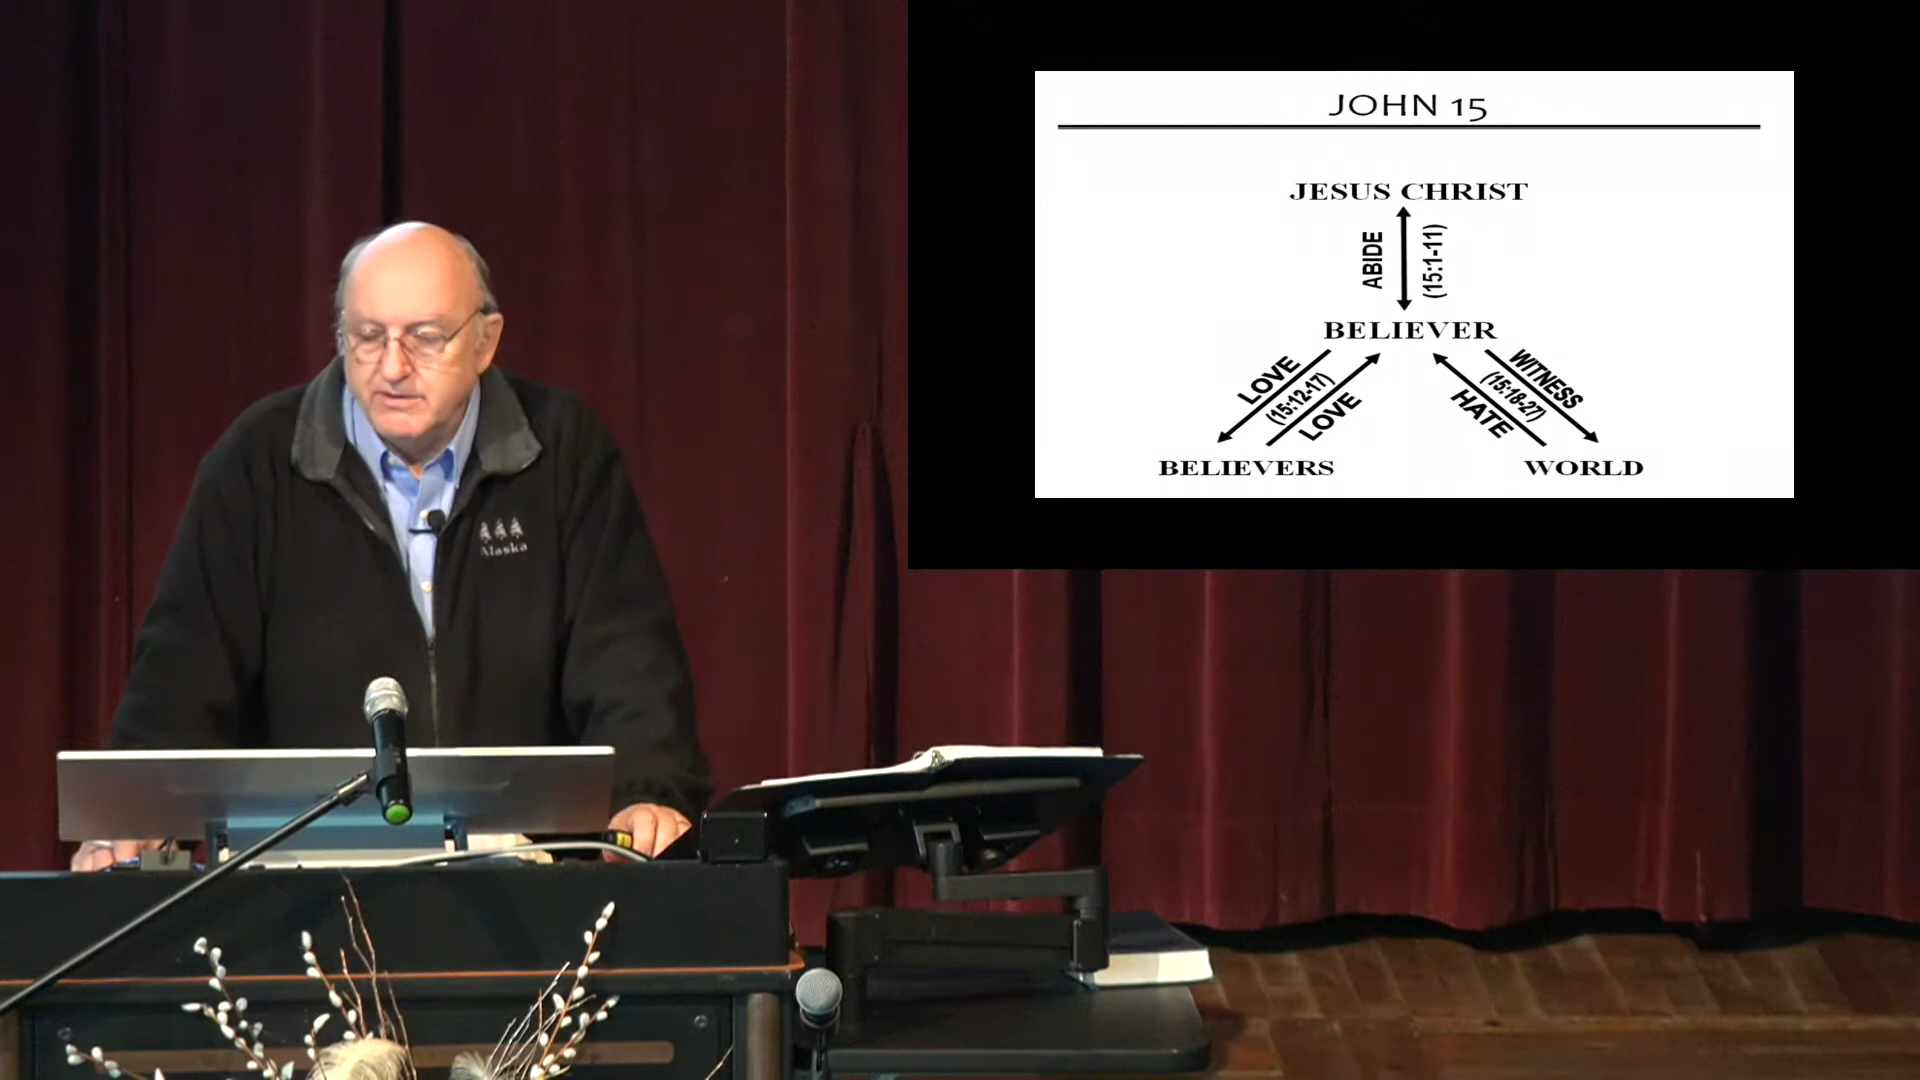 JOHN 15
JESUS CHRIST
ABIDE
(15:1-11)
BELIEVER
LOVE
(15:12-17)
LOVE
WITNESS
(15:18-27)
HATE
BELIEVERS
WORLD
Alaska